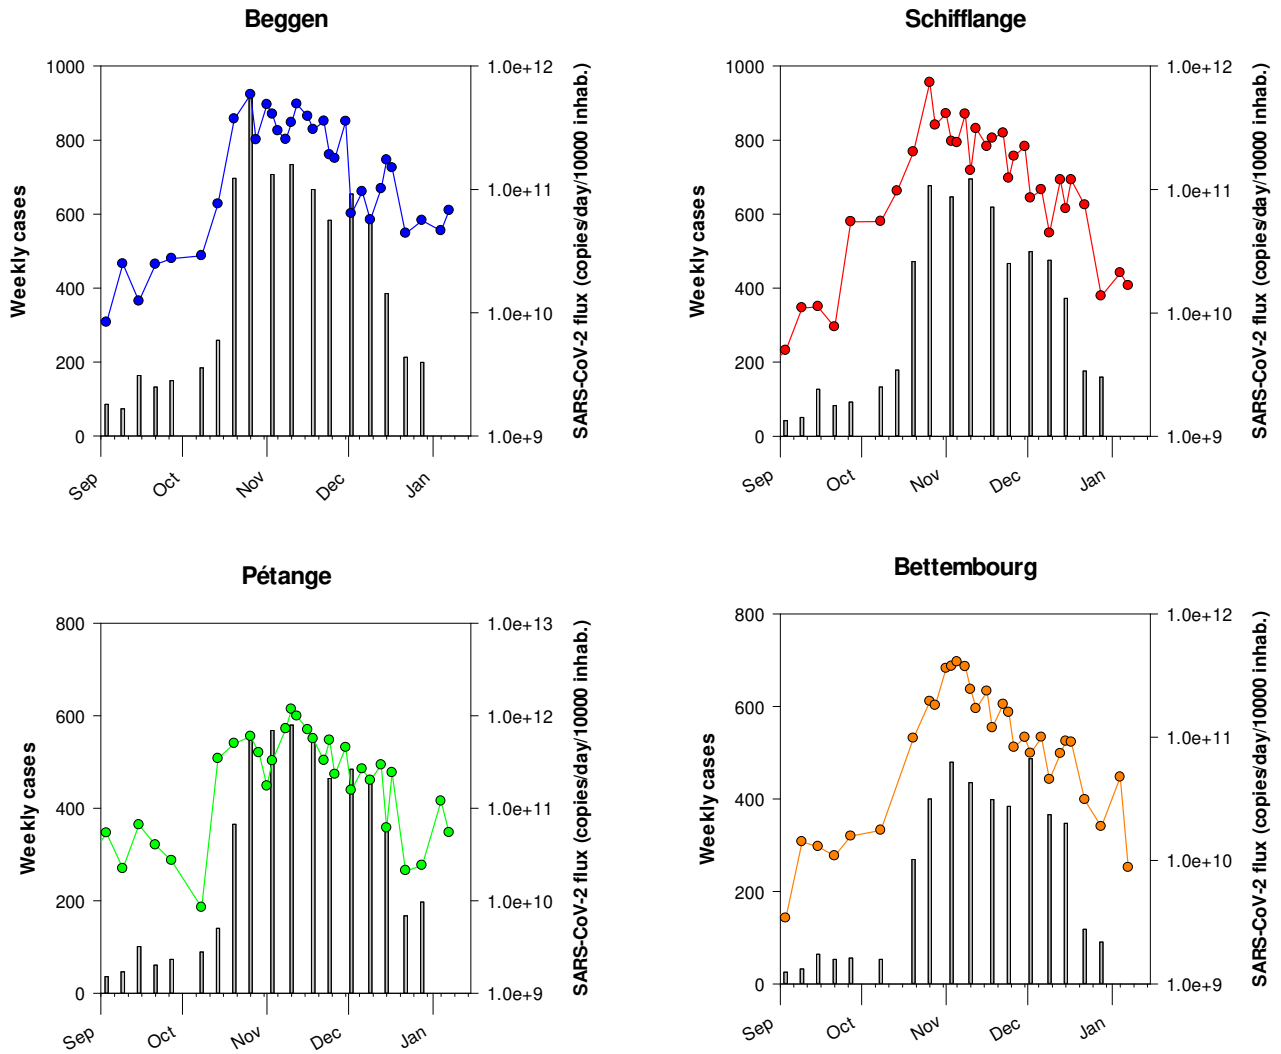 Beggen
1000
800
600
400
200
0
Weekly cases
1.0e+12
1.0e+11
1.0e+10
1.0e+9
SARS-CoV-2 flux (copies/day/10000 inhab.)
Sep
Oct
Nov
Dec
Jan
Schifflange
1000
800
600
400
200
0
Weekly cases
1.0e+12
1.0e+11
1.0e+10
1.0e+9
SARS-CoV-2 flux (copies/day/10000 inhab.)
Sep
Oct
Nov
Dec
Jan
Pétange
800
600
400
200
0
Weekly cases
1.0e+13
1.0e+12
1.0e+11
1.0e+10
1.0e+9
SARS-CoV-2 flux (copies/day/10000 inhab.)
Sep
Oct
Nov
Dec
Jan
Bettembourg
800
600
400
200
0
Weekly cases
1.0e+12
1.0e+11
1.0e+10
1.0e+9
SARS-CoV-2 flux (copies/day/10000 inhab.)
Sep
Oct
Nov
Dec
Jan